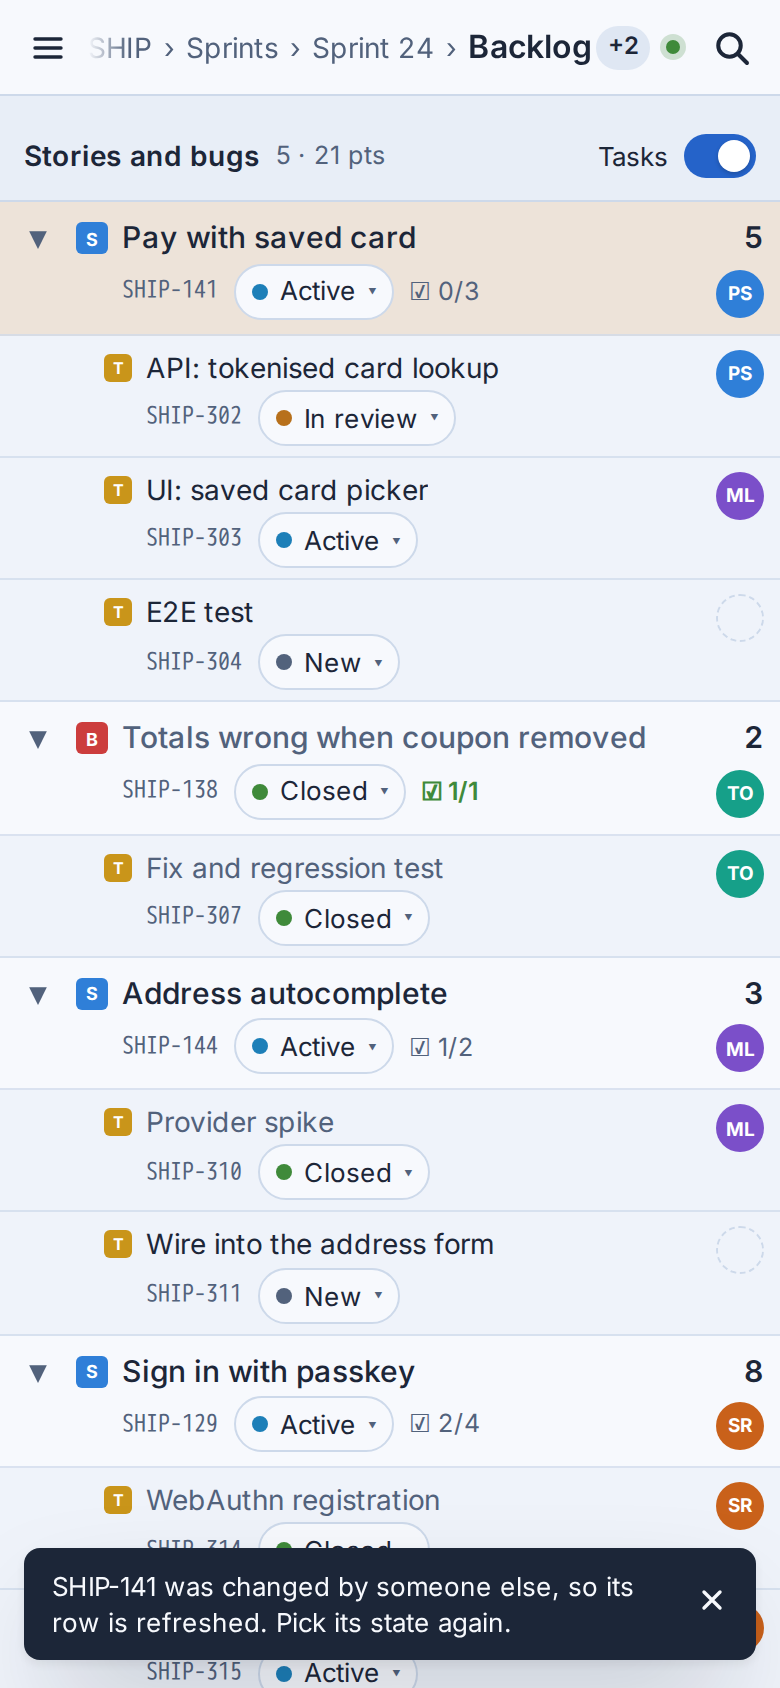 SHIP › Sprints › Sprint 24 › Backlog +2
Stories and bugs 5 · 21 pts Tasks
▼ S Pay with saved card 5
SHIP-141 Active ▾ ☑ 0/3 PS
T API: tokenised card lookup PS
SHIP-302 In review ▾
T UI: saved card picker ML
SHIP-303 Active ▾
T E2E test
SHIP-304 New ▾
▼ B Totals wrong when coupon removed 2
SHIP-138 Closed ▾ ☑ 1/1 TO
T Fix and regression test TO
SHIP-307 Closed ▾
▼ S Address autocomplete 3
SHIP-144 Active ▾ ☑ 1/2 ML
T Provider spike ML
SHIP-310 Closed ▾
T Wire into the address form
SHIP-311 New ▾
▼ S Sign in with passkey 8
SHIP-129 Active ▾ ☑ 2/4 SR
T WebAuthn registration SR
SHIP-314 Closed
SHIP-141 was changed by someone else, so its
row is refreshed. Pick its state again.
SHIP-315 Active ▾